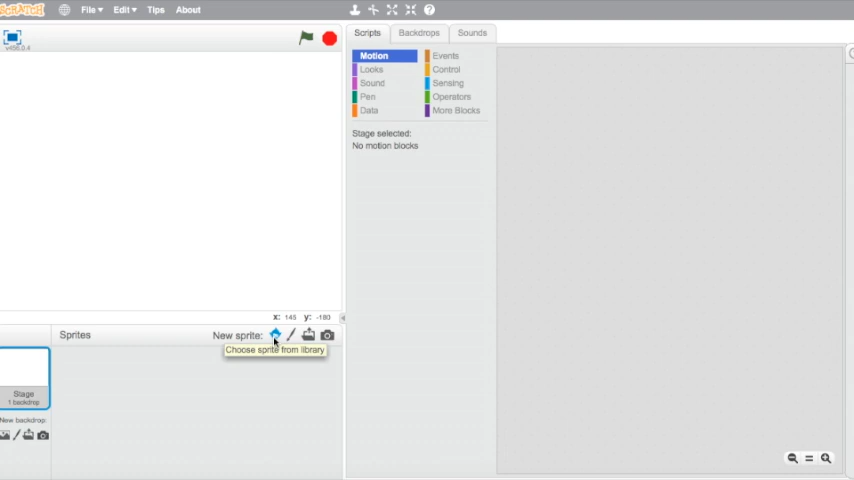 SCRATCH File Edit Tips About
v456.0.4
Scripts Backdrops Sounds
Motion Events
Looks Control
Sound Sensing
Pen Operators
Data More Blocks
Stage selected:
No motion blocks
x: 145 y: -180
Sprites New sprite:
Choose sprite from library
Stage
1 backdrop
New backdrop: